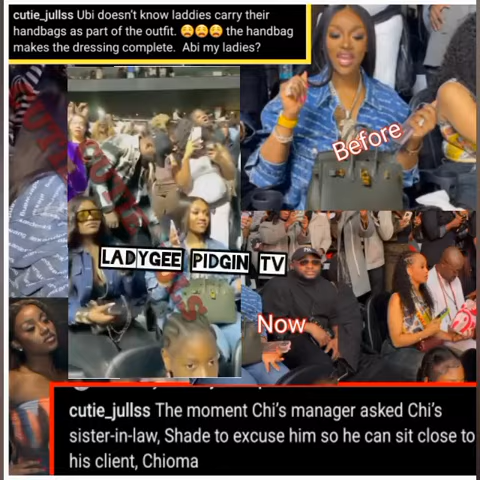 cutie_jullss Ubi doesn't know laddies carry their
handbags as part of the outfit. 😩😩😩 the handbag
makes the dressing complete. Abi my ladies?
Before
LADYGEE PIDGIN TV
Now
cutie_jullss The moment Chi's manager asked Chi's
sister-in-law, Shade to excuse him so he can sit close to
his client, Chioma